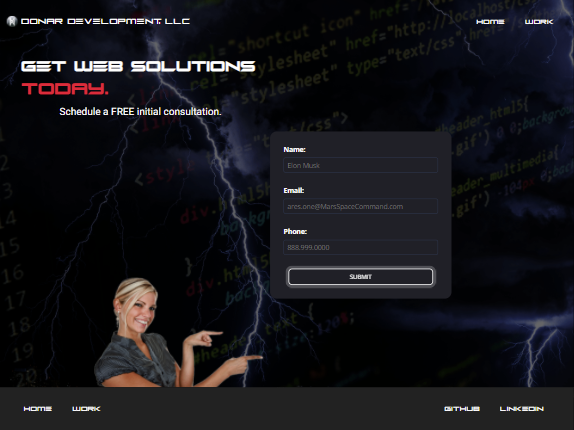 DONAR DEVELOPMENT LLC
HOME WORK
GET WEB SOLUTIONS
TODAY.
Schedule a FREE initial consultation.
Name:
Elon Musk
Email:
ares.one@MarsSpaceCommand.com
Phone:
888.999.0000
SUBMIT
HOME WORK
GITHUB LINKEDIN